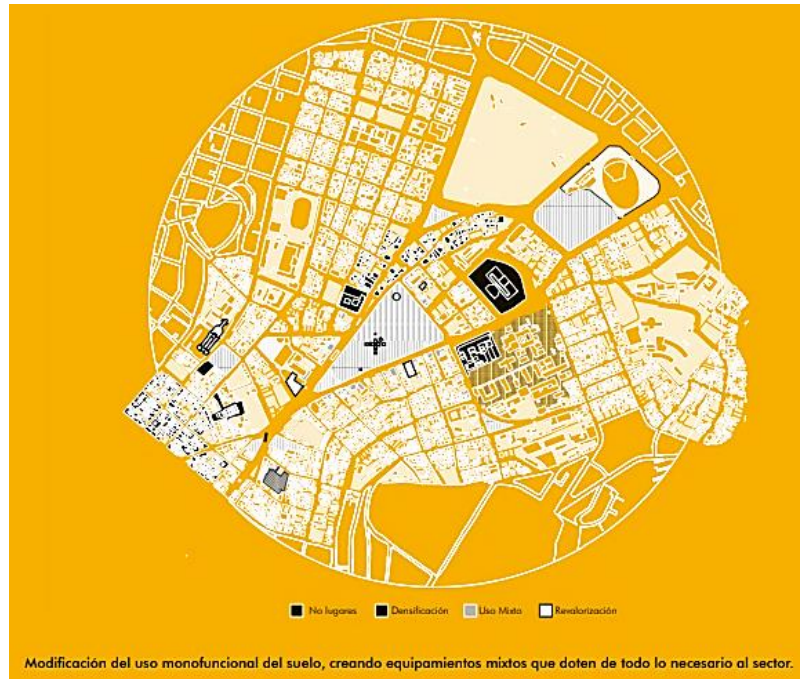 No lugares Densificación Uso Mixto Revalorización
Modificación del uso monofuncional del suelo, creando equipamientos mixtos que doten de todo lo necesario al sector.